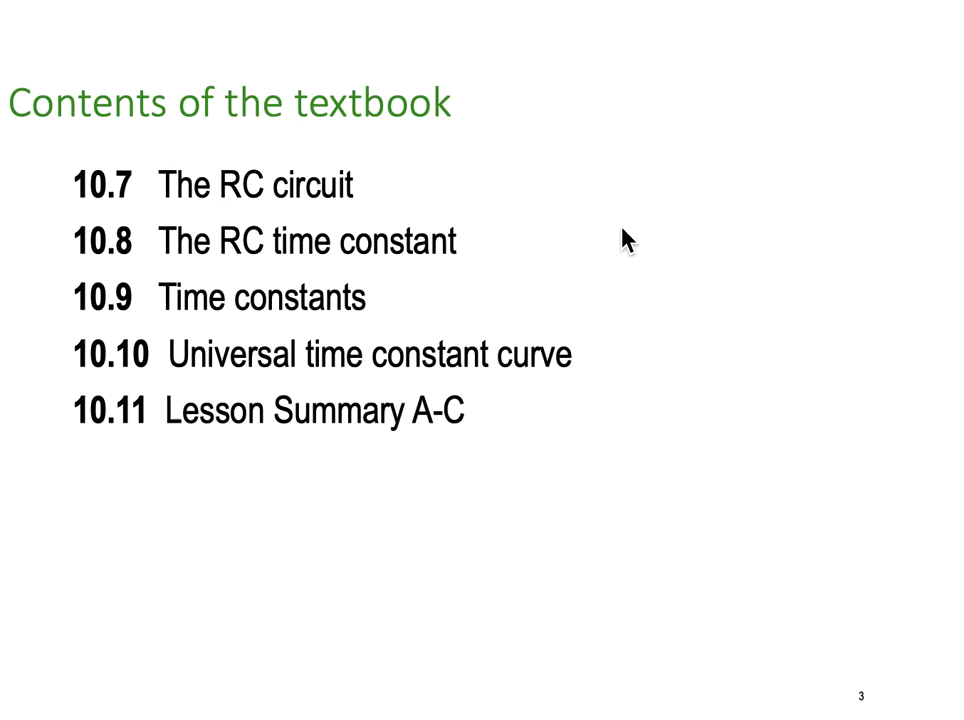 Contents of the textbook
10.7 The RC circuit
10.8 The RC time constant
10.9 Time constants
10.10 Universal time constant curve
10.11 Lesson Summary A-C
3